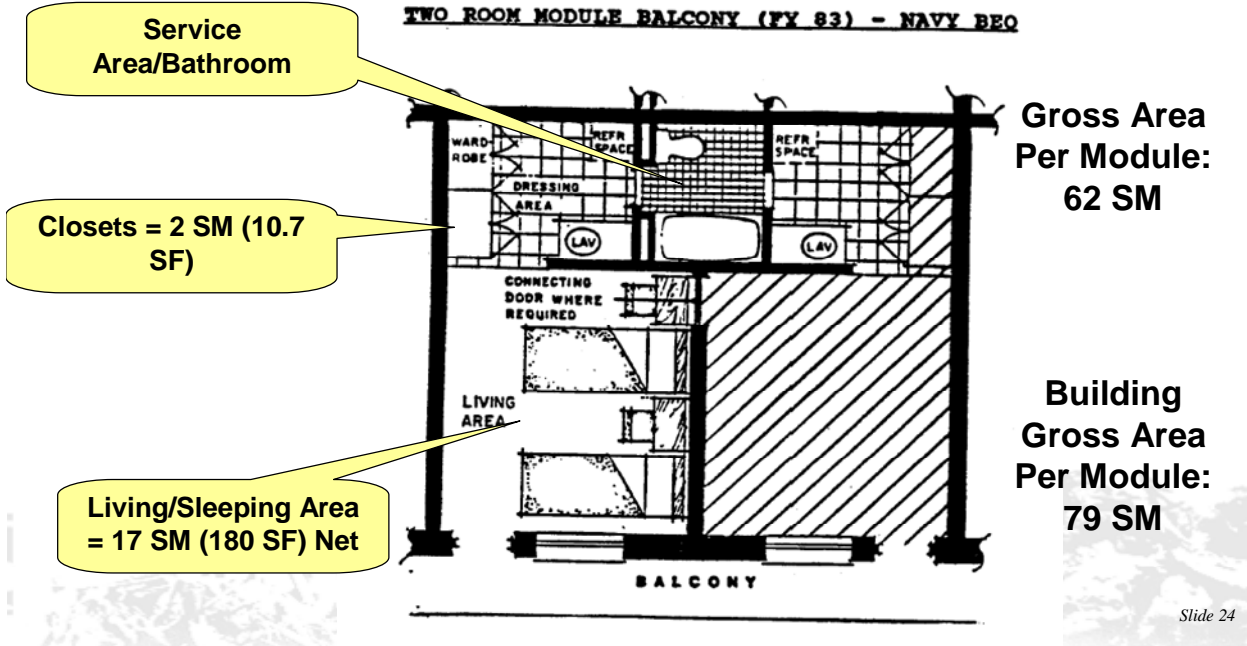 TWO ROOM MODULE BALCONY (FY 83) - NAVY BEQ
Service
Area/Bathroom
Gross Area
Per Module:
62 SM
WARD-
ROBE
REFR
SPACE
REFR
SPACE
DRESSING
AREA
Closets = 2 SM (10.7
SF)
LAV
LAV
CONNECTING
DOOR WHERE
REQUIRED
LIVING
AREA
Building
Gross Area
Per Module:
79 SM
Living/Sleeping Area
= 17 SM (180 SF) Net
BALCONY
Slide 24